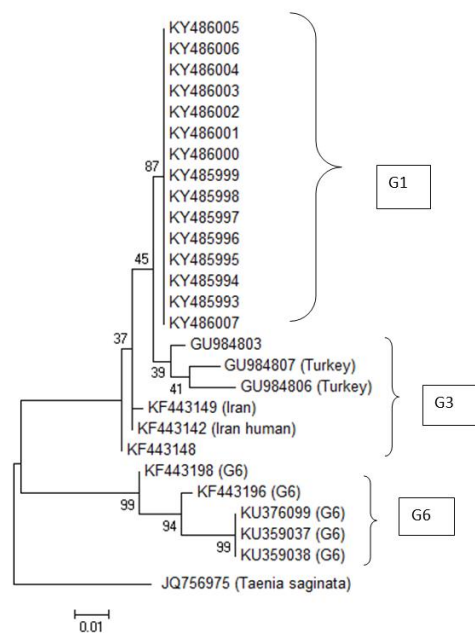 KY486005
KY486006
KY486004
KY486003
KY486002
KY486001
87
KY486000
KY485999
G1
KY485998
KY485997
KY485996
45
KY485995
KY485994
KY485993
KY486007
37
GU984803
39
GU984807 (Turkey)
41
GU984806 (Turkey)
G3
KF443149 (Iran)
KF443142 (Iran human)
KF443148
KF443198 (G6)
99
KF443196 (G6)
94
KU376099 (G6)
G6
KU359037 (G6)
99
KU359038 (G6)
JQ756975 (Taenia saginata)
0.01